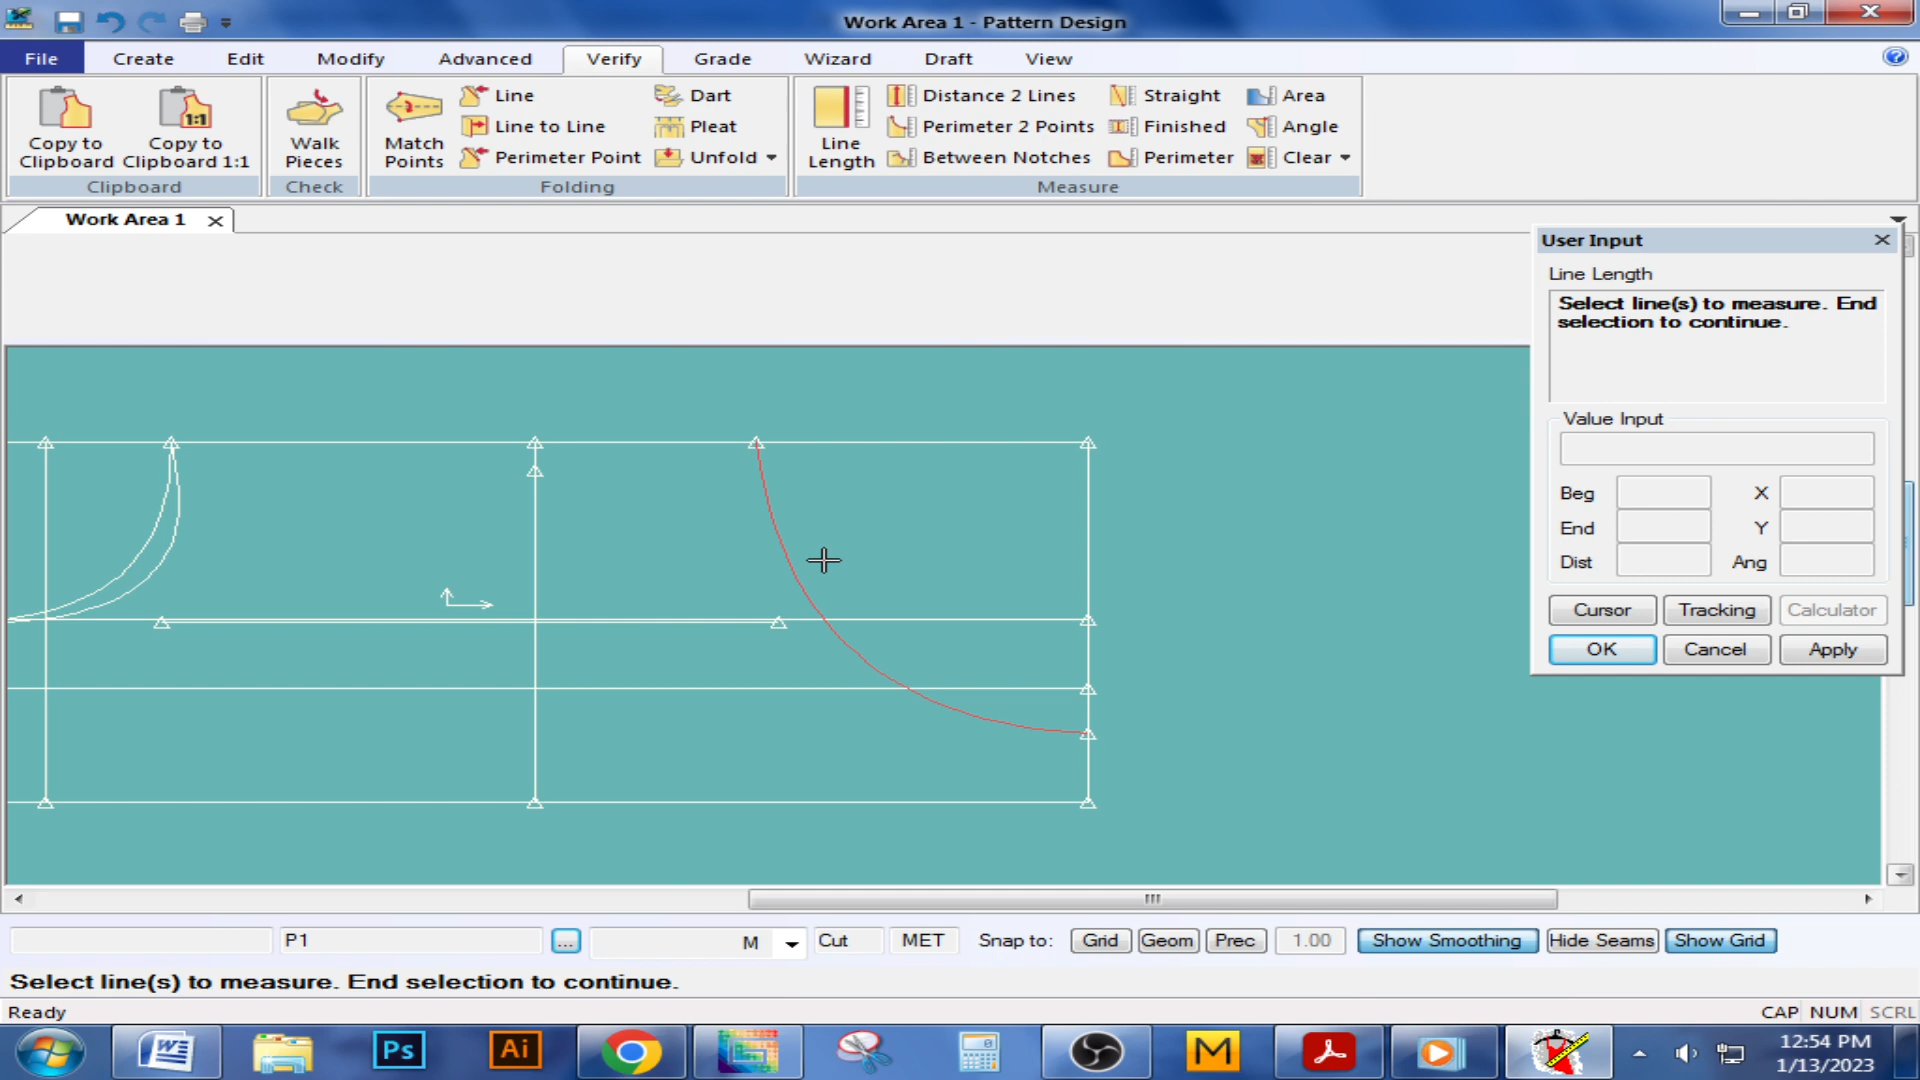 Work Area 1 - Pattern Design
File Create Edit Modify Advanced Verify Grade Wizard Draft View
Copy to Clipboard
Copy to Clipboard 1:1
1:1
Clipboard
Walk Pieces
Check
Match Points
Line
Line to Line
Perimeter Point
Dart
Pleat
Unfold
Folding
Line Length
Distance 2 Lines
Perimeter 2 Points
Between Notches
Straight
Finished
Perimeter
Area
Angle
Clear
Measure
Work Area 1
User Input
Line Length
Select line(s) to measure. End
selection to continue.
Value Input
Beg X
End Y
Dist Ang
Cursor Tracking Calculator
OK Cancel Apply
P1 ... M Cut MET Snap to: Grid Geom Prec 1.00 Show Smoothing Hide Seams Show Grid
Select line(s) to measure. End selection to continue.
Ready CAP NUM SCRL
Ps Ai M
12:54 PM
1/13/2023